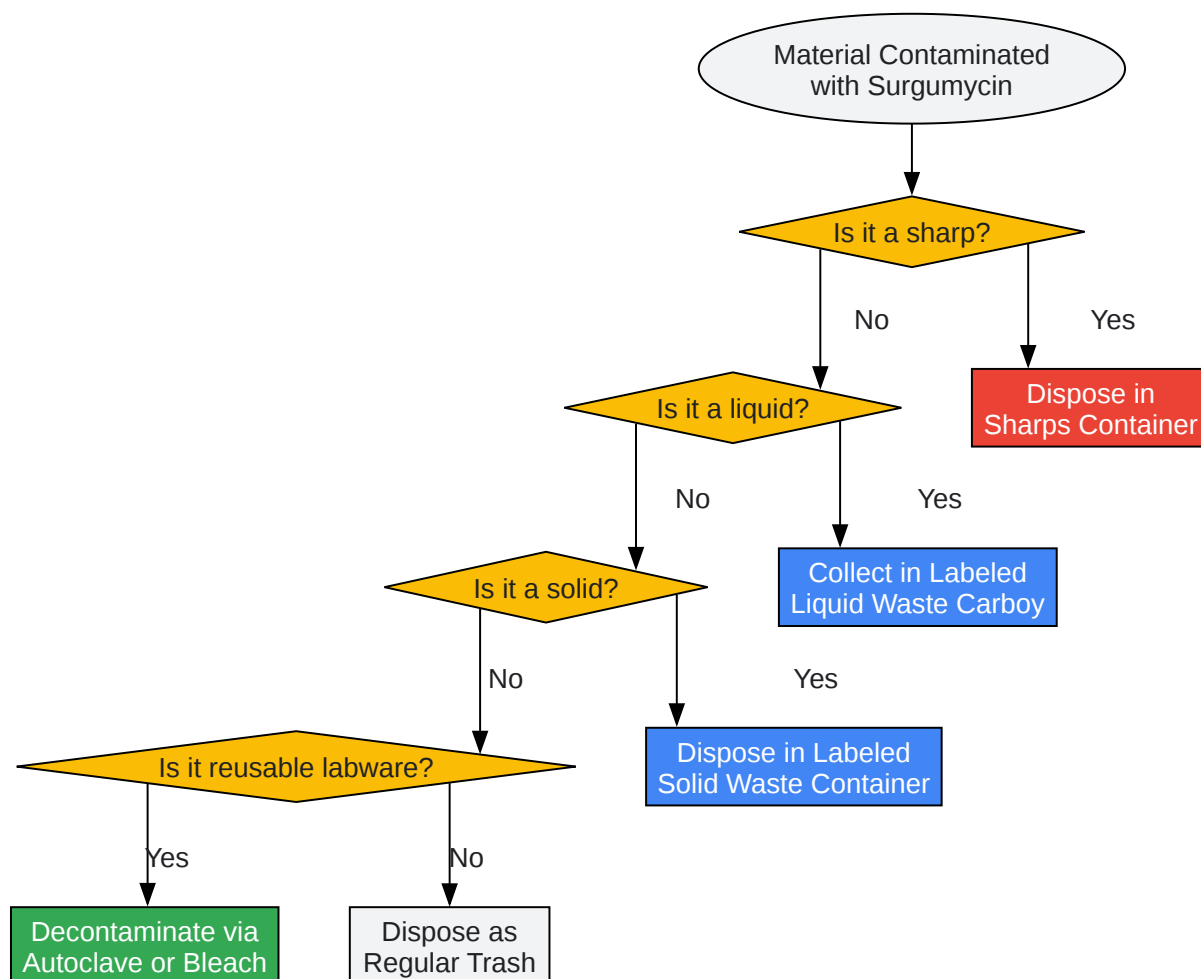 Material Contaminated
with Surgumycin
Is it a sharp?
No
Yes
Is it a liquid?
Dispose in
Sharps Container
No
Yes
Is it a solid?
Collect in Labeled
Liquid Waste Carboy
No
Yes
Is it reusable labware?
Dispose in Labeled
Solid Waste Container
Yes
No
Decontaminate via
Autoclave or Bleach
Dispose as
Regular Trash